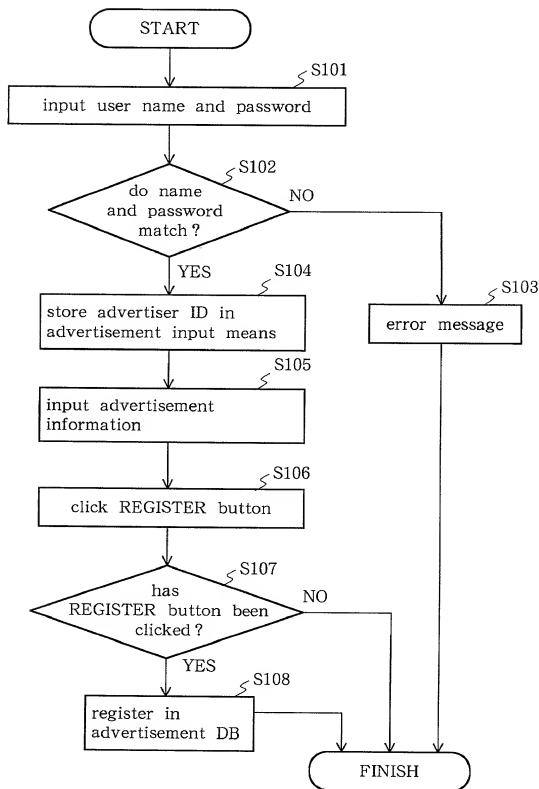 START
S101
input user name and password
S102
do name
and password
match?
NO
YES
S104
store advertiser ID in
advertisement input means
S103
error message
S105
input advertisement
information
S106
click REGISTER button
S107
has
REGISTER button been
clicked?
NO
YES
S108
register in
advertisement DB
FINISH